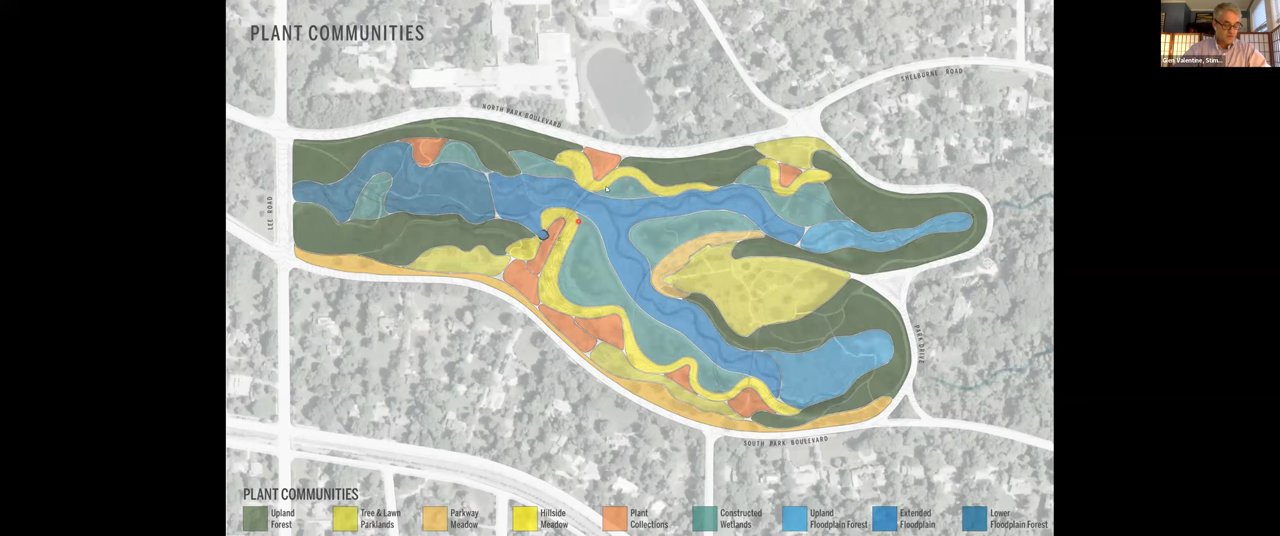 PLANT COMMUNITIES
Glen Valentine, Stim...
SHELBURNE ROAD
NORTH PARK BOULEVARD
LEE ROAD
PARK DRIVE
SOUTH PARK BOULEVARD
PLANT COMMUNITIES
Upland
Forest
Tree & Lawn
Parklands
Parkway
Meadow
Hillside
Meadow
Plant
Collections
Constructed
Wetlands
Upland
Floodplain Forest
Extended
Floodplain
Lower
Floodplain Forest